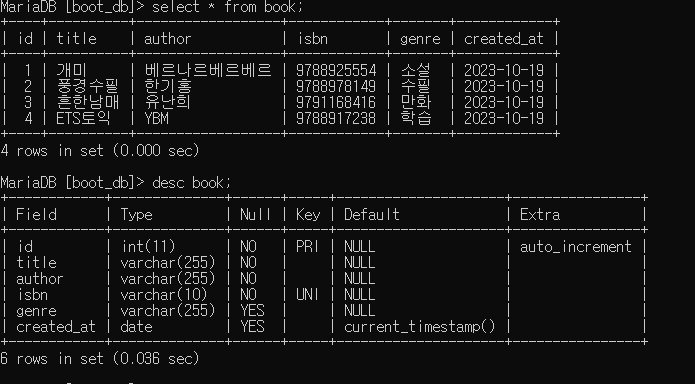 MariaDB [boot_db]> select * from book;
+----+----------+----------------+------------+-------+------------+
| id | title | author | isbn | genre | created_at |
+----+----------+----------------+------------+-------+------------+
| 1 | 개미 | 베르나르베르베르 | 9788925554 | 소설 | 2023-10-19 |
| 2 | 풍경수필 | 한기홀 | 9788978149 | 수필 | 2023-10-19 |
| 3 | 흔한남매 | 유난희 | 9791168416 | 만화 | 2023-10-19 |
| 4 | ETS토익 | YBM | 9788917238 | 학습 | 2023-10-19 |
+----+----------+----------------+------------+-------+------------+
4 rows in set (0.000 sec)
MariaDB [boot_db]> desc book;
+------------+--------------+------+-----+---------------------+----------------+
| Field | Type | Null | Key | Default | Extra |
+------------+--------------+------+-----+---------------------+----------------+
| id | int(11) | NO | PRI | NULL | auto_increment |
| title | varchar(255) | NO | | NULL | |
| author | varchar(255) | NO | | NULL | |
| isbn | varchar(10) | NO | UNI | NULL | |
| genre | varchar(255) | YES | | NULL | |
| created_at | date | YES | | current_timestamp() | |
+------------+--------------+------+-----+---------------------+----------------+
6 rows in set (0.036 sec)